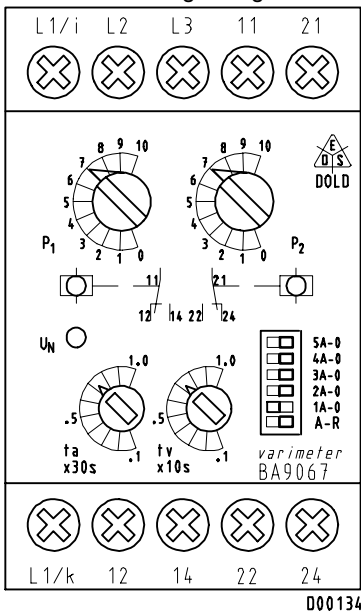 L1/i L2 L3 11 21
8 9 10 8 9 10
7 7
6 6
5 5
4 4
3 2 1 0 3 2 1 0
E
D S
DOLD
P1 P2
11 21
12 14 22 24
UN
1.0 1.0
.5 .5
.1 .1
ta tv
x30s x10s
5A-0
4A-0
3A-0
2A-0
1A-0
A-R
varimeter
BA9067
L1/k 12 14 22 24
D00134